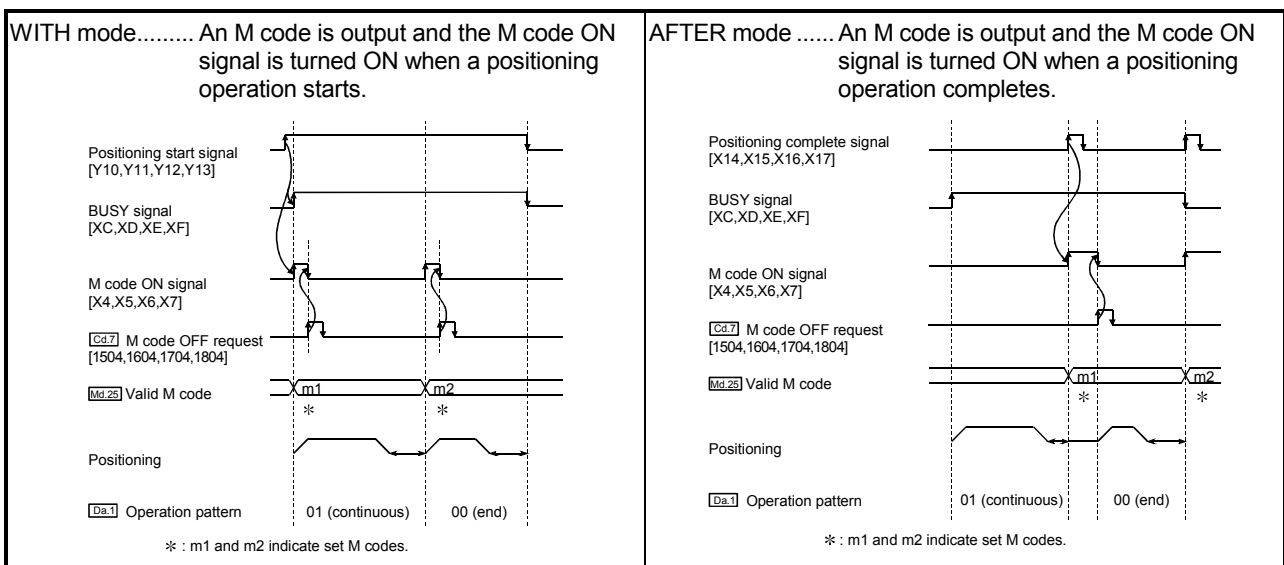 WITH mode......... An M code is output and the M code ON
signal is turned ON when a positioning
operation starts.
Positioning start signal
[Y10,Y11,Y12,Y13]
BUSY signal
[XC,XD,XE,XF]
M code ON signal
[X4,X5,X6,X7]
Cd.7 M code OFF request
[1504,1604,1704,1804]
Md.25 Valid M code
m1
m2
*
*
Positioning
Da.1 Operation pattern
01 (continuous)
00 (end)
* : m1 and m2 indicate set M codes.
AFTER mode ...... An M code is output and the M code ON
signal is turned ON when a positioning
operation completes.
Positioning complete signal
[X14,X15,X16,X17]
BUSY signal
[XC,XD,XE,XF]
M code ON signal
[X4,X5,X6,X7]
Cd.7 M code OFF request
[1504,1604,1704,1804]
Md.25 Valid M code
m1
m2
*
*
Positioning
Da.1 Operation pattern
01 (continuous)
00 (end)
* : m1 and m2 indicate set M codes.